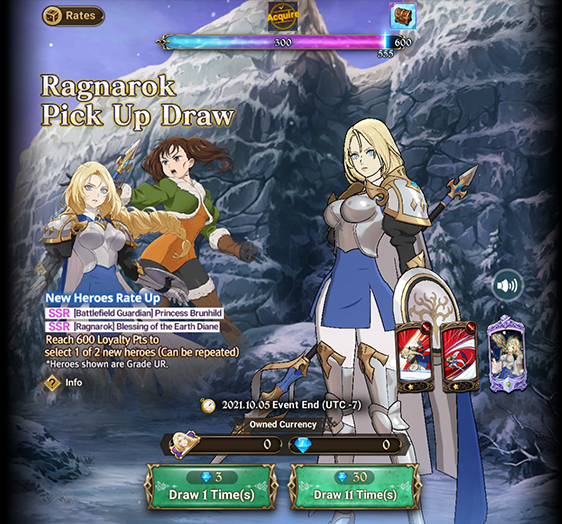 Rates
Acquire
300
600
555
Ragnarok
Pick Up Draw
New Heroes Rate Up
SSR [Battlefield Guardian] Princess Brunhild
SSR [Ragnarok] Blessing of the Earth Diane
Reach 600 Loyalty Pts to
select 1 of 2 new heroes (Can be repeated)
*Heroes shown are Grade UR.
? Info
2021.10.05 Event End (UTC -7)
Owned Currency
0
0
3
Draw 1 Time(s)
30
Draw 11 Time(s)